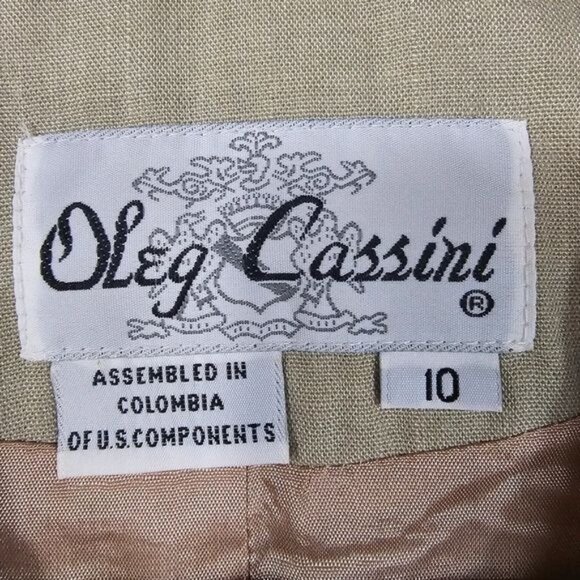 Oleg Cassini
®
ASSEMBLED IN
COLOMBIA
OF U.S. COMPONENTS
10